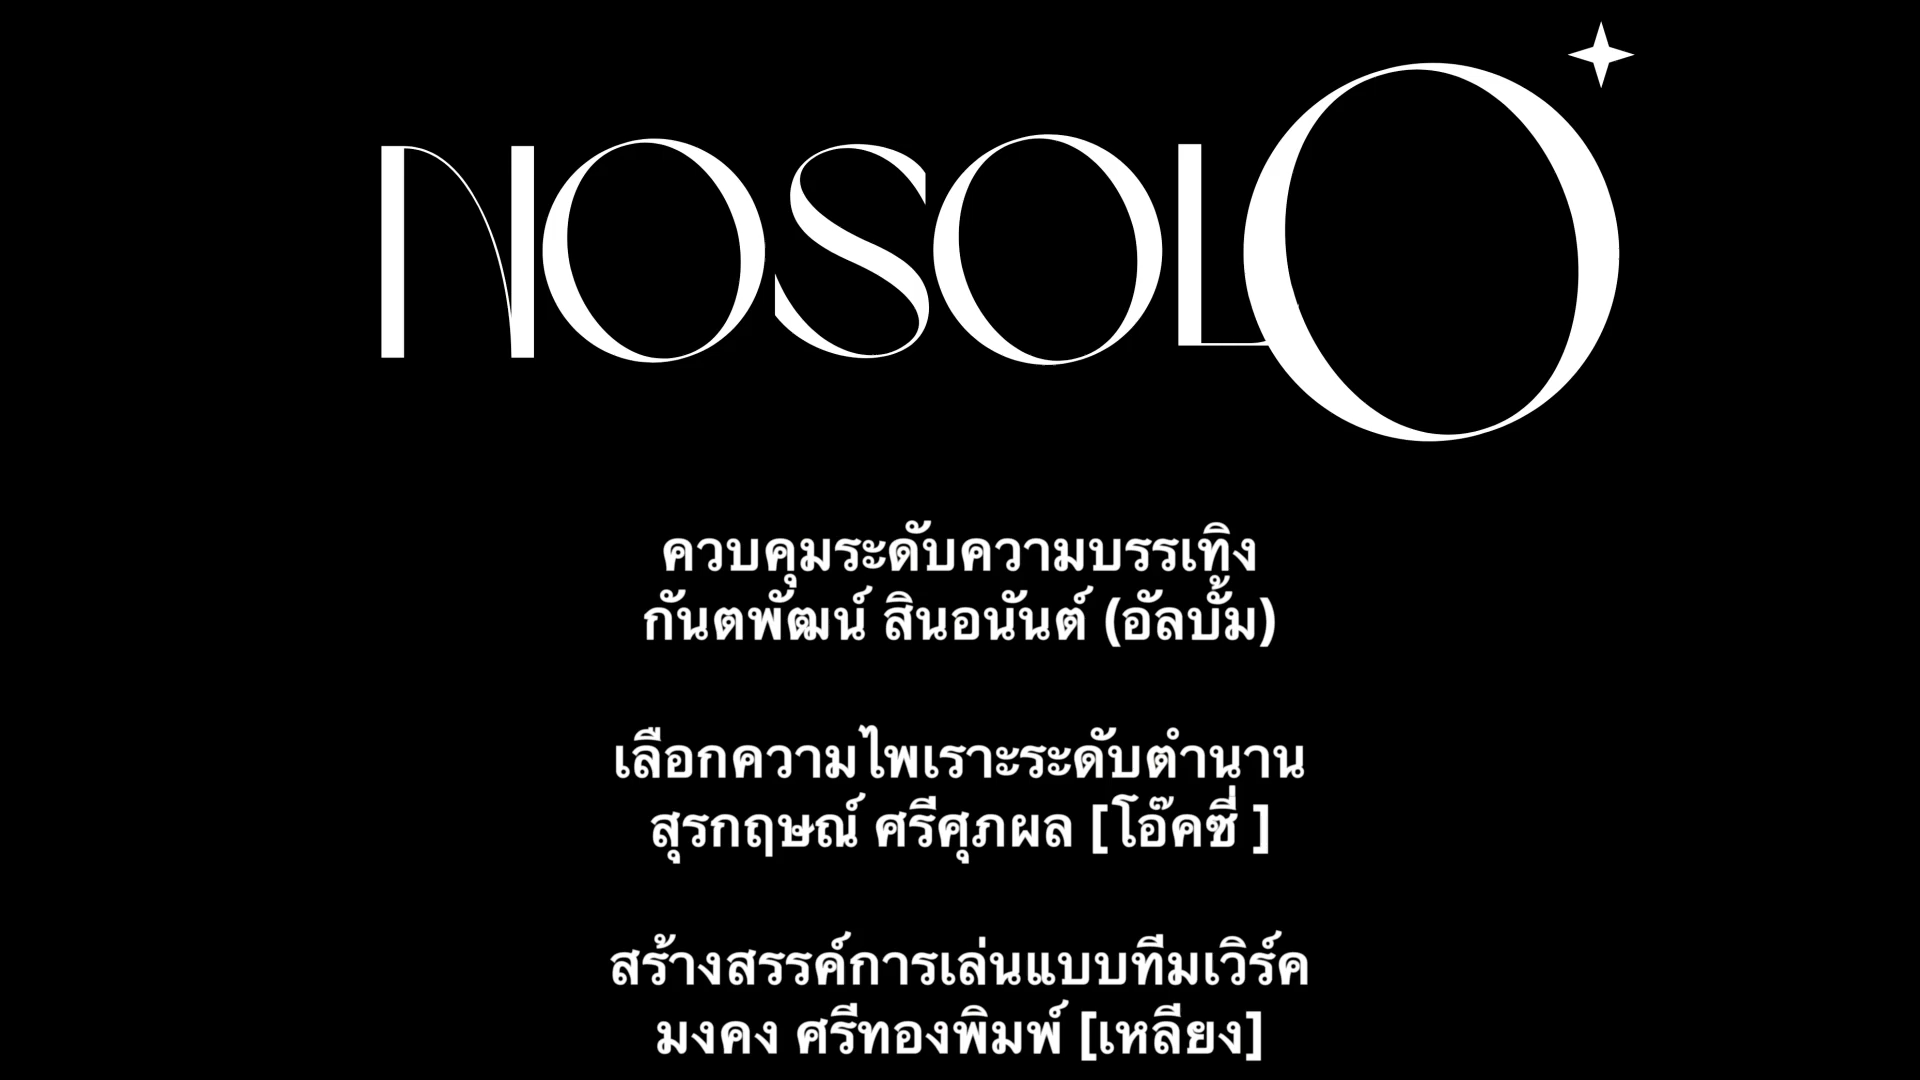 NOSOLO
ควบคุมระดับความบรรเทิง
กันตพัฒน์ สินอนันต์ (อัลบั้ม)
เลือกความไพเราะระดับตำนาน
สุรกฤษณ์ ศรีศุภผล [โอ๊คซี่ ]
สร้างสรรค์การเล่นแบบทีมเวิร์ค
มงคง ศรีทองพิมพ์ [เหลียง]